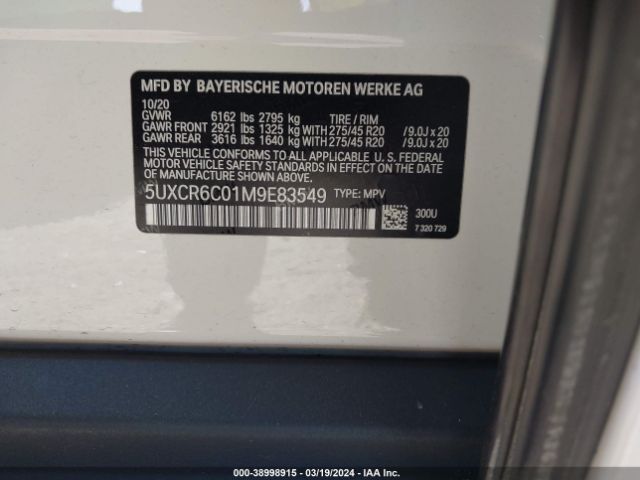 MFD BY BAYERISCHE MOTOREN WERKE AG
10/20
GVWR 6162 lbs 2795 kg TIRE / RIM
GAWR FRONT 2921 lbs 1325 kg WITH 275/45 R20 / 9.0J x 20
GAWR REAR 3616 lbs 1640 kg WITH 275/45 R20 / 9.0J x 20
THIS VEHICLE CONFORMS TO ALL APPLICABLE U. S. FEDERAL
MOTOR VEHICLE SAFETY STANDARDS IN EFFECT ON THE DATE
OF MANUFACTURE SHOWN ABOVE.
5UXCR6C01M9E83549 TYPE: MPV
300U
7 320 729
000-38998915 - 03/19/2024 - IAA Inc.